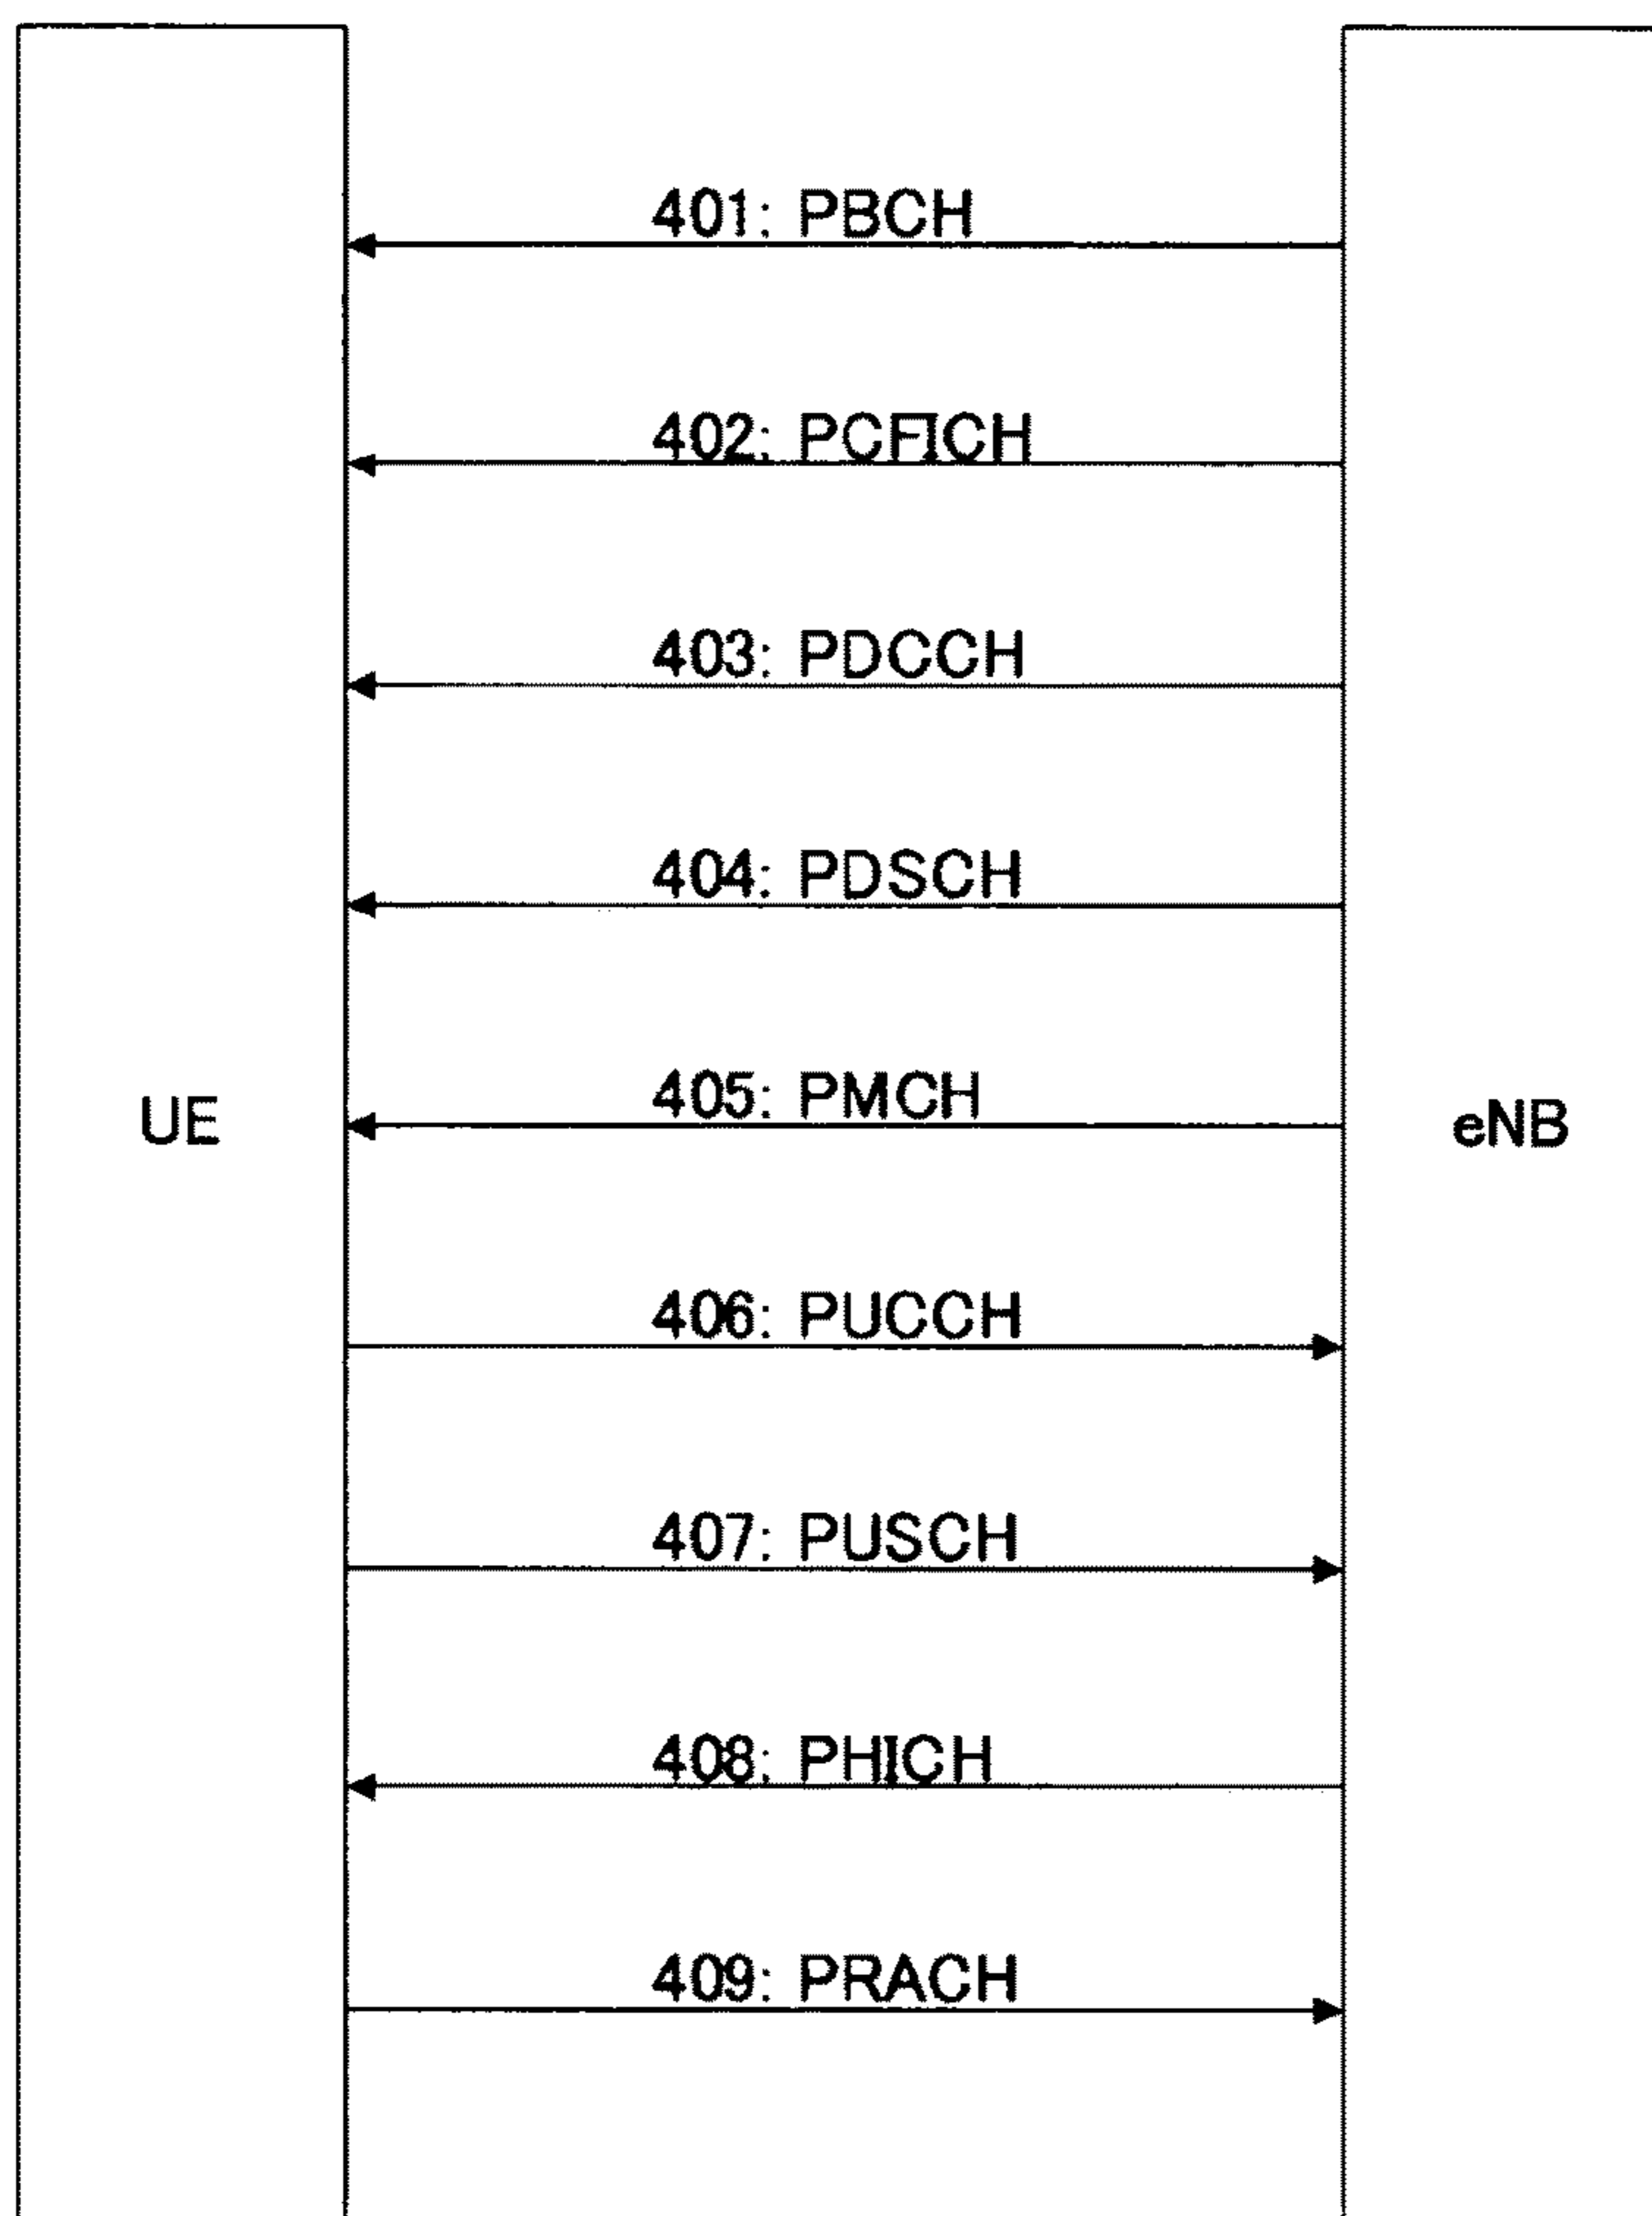 401: PBCH
402: PCFICH
403: PDCCH
404: PDSCH
405: PMCH
UE
eNB
406: PUCCH
407: PUSCH
408: PHICH
409: PRACH